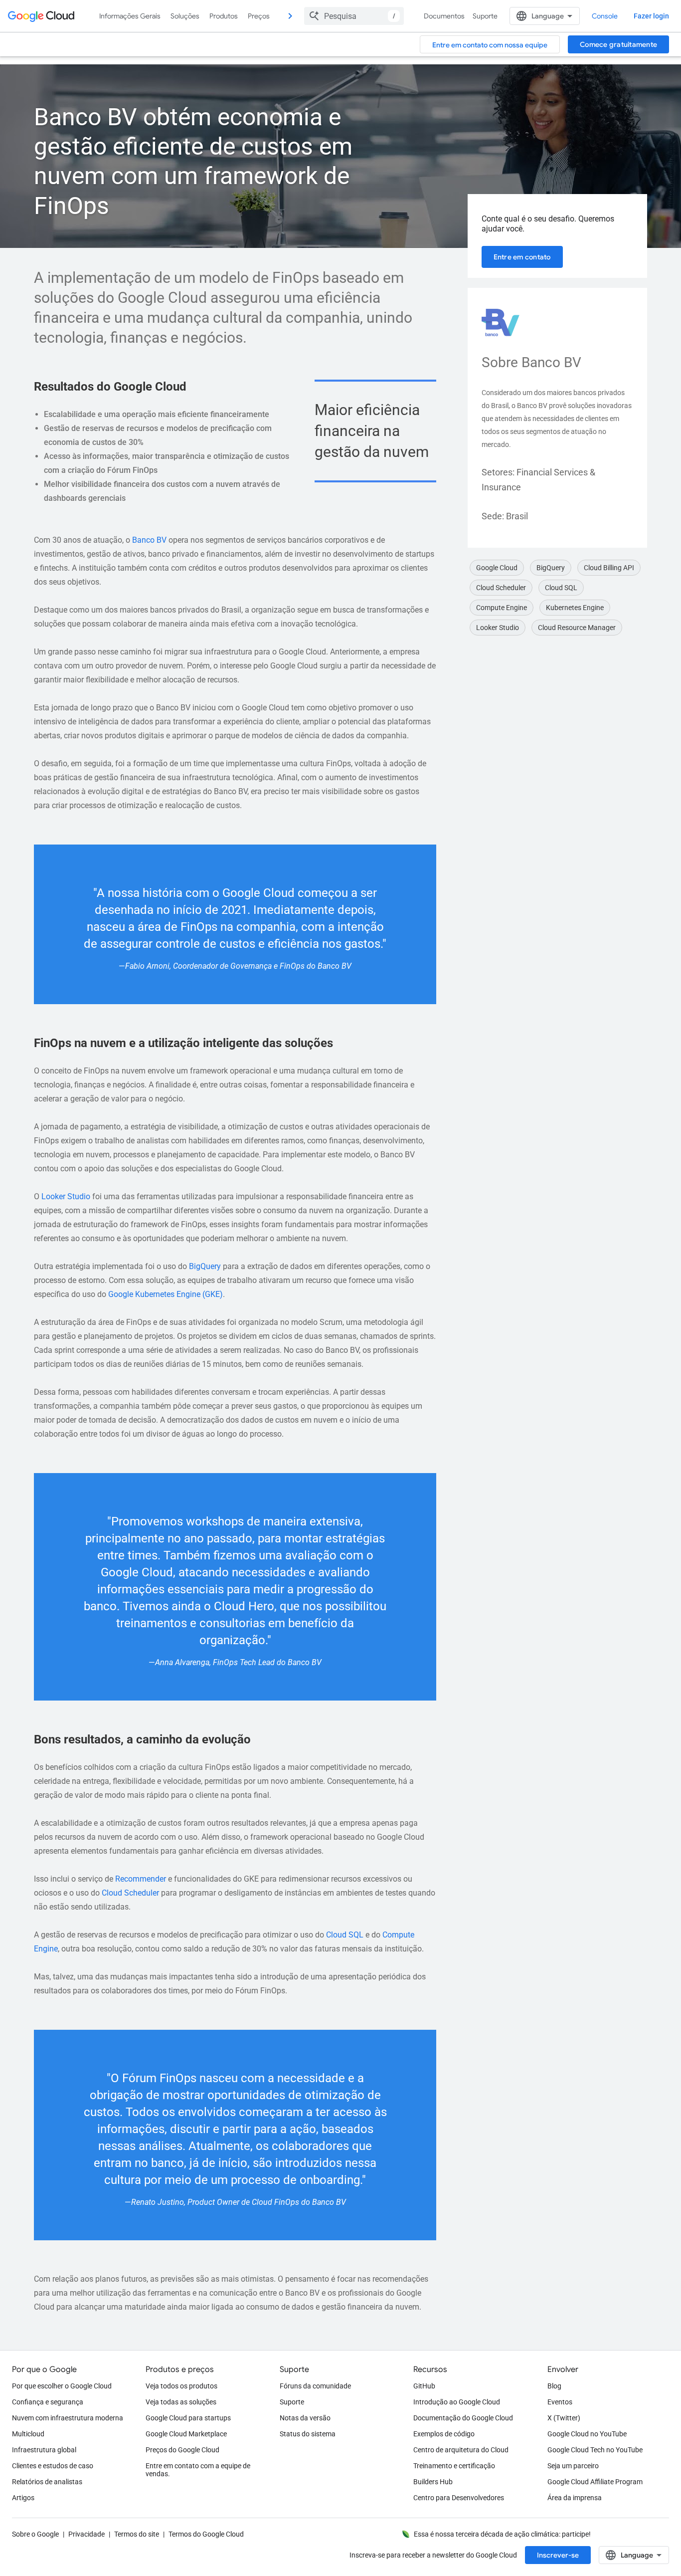 Google Cloud
Informações Gerais
Soluções
Produtos
Preços
Pesquisa
/
Documentos
Suporte
Language
Console
Fazer login
Entre em contato com nossa equipe
Comece gratuitamente
Banco BV obtém economia e
gestão eficiente de custos em
nuvem com um framework de
FinOps
Conte qual é o seu desafio. Queremos
ajudar você.
Entre em contato
A implementação de um modelo de FinOps baseado em
soluções do Google Cloud assegurou uma eficiência
financeira e uma mudança cultural da companhia, unindo
tecnologia, finanças e negócios.
banco
Sobre Banco BV
Considerado um dos maiores bancos privados
do Brasil, o Banco BV provê soluções inovadoras
que atendem às necessidades de clientes em
todos os seus segmentos de atuação no
mercado.
Setores: Financial Services &
Insurance
Sede: Brasil
Google Cloud
BigQuery
Cloud Billing API
Cloud Scheduler
Cloud SQL
Compute Engine
Kubernetes Engine
Looker Studio
Cloud Resource Manager
Resultados do Google Cloud
• Escalabilidade e uma operação mais eficiente financeiramente
• Gestão de reservas de recursos e modelos de precificação com
economia de custos de 30%
• Acesso às informações, maior transparência e otimização de custos
com a criação do Fórum FinOps
• Melhor visibilidade financeira dos custos com a nuvem através de
dashboards gerenciais
Maior eficiência
financeira na
gestão da nuvem
Com 30 anos de atuação, o Banco BV opera nos segmentos de serviços bancários corporativos e de
investimentos, gestão de ativos, banco privado e financiamentos, além de investir no desenvolvimento de startups
e fintechs. A instituição também conta com créditos e outros produtos desenvolvidos para aproximar os clientes
dos seus objetivos.
Destaque como um dos maiores bancos privados do Brasil, a organização segue em busca de transformações e
soluções que possam colaborar de maneira ainda mais efetiva com a inovação tecnológica.
Um grande passo nesse caminho foi migrar sua infraestrutura para o Google Cloud. Anteriormente, a empresa
contava com um outro provedor de nuvem. Porém, o interesse pelo Google Cloud surgiu a partir da necessidade de
garantir maior flexibilidade e melhor alocação de recursos.
Esta jornada de longo prazo que o Banco BV iniciou com o Google Cloud tem como objetivo promover o uso
intensivo de inteligência de dados para transformar a experiência do cliente, ampliar o potencial das plataformas
abertas, criar novos produtos digitais e aprimorar o parque de modelos de ciência de dados da companhia.
O desafio, em seguida, foi a formação de um time que implementasse uma cultura FinOps, voltada à adoção de
boas práticas de gestão financeira de sua infraestrutura tecnológica. Afinal, com o aumento de investimentos
relacionados à evolução digital e de estratégias do Banco BV, era preciso ter mais visibilidade sobre os gastos
para criar processos de otimização e realocação de custos.
"A nossa história com o Google Cloud começou a ser
desenhada no início de 2021. Imediatamente depois,
nasceu a área de FinOps na companhia, com a intenção
de assegurar controle de custos e eficiência nos gastos."
—Fabio Amoni, Coordenador de Governança e FinOps do Banco BV
FinOps na nuvem e a utilização inteligente das soluções
O conceito de FinOps na nuvem envolve um framework operacional e uma mudança cultural em torno de
tecnologia, finanças e negócios. A finalidade é, entre outras coisas, fomentar a responsabilidade financeira e
acelerar a geração de valor para o negócio.
A jornada de pagamento, a estratégia de visibilidade, a otimização de custos e outras atividades operacionais de
FinOps exigem o trabalho de analistas com habilidades em diferentes ramos, como finanças, desenvolvimento,
tecnologia em nuvem, processos e planejamento de capacidade. Para implementar este modelo, o Banco BV
contou com o apoio das soluções e dos especialistas do Google Cloud.
O Looker Studio foi uma das ferramentas utilizadas para impulsionar a responsabilidade financeira entre as
equipes, com a missão de compartilhar diferentes visões sobre o consumo da nuvem na organização. Durante a
jornada de estruturação do framework de FinOps, esses insights foram fundamentais para mostrar informações
referentes ao consumo e às oportunidades que poderiam melhorar o ambiente na nuvem.
Outra estratégia implementada foi o uso do BigQuery para a extração de dados em diferentes operações, como o
processo de estorno. Com essa solução, as equipes de trabalho ativaram um recurso que fornece uma visão
específica do uso do Google Kubernetes Engine (GKE).
A estruturação da área de FinOps e de suas atividades foi organizada no modelo Scrum, uma metodologia ágil
para gestão e planejamento de projetos. Os projetos se dividem em ciclos de duas semanas, chamados de sprints.
Cada sprint corresponde a uma série de atividades a serem realizadas. No caso do Banco BV, os profissionais
participam todos os dias de reuniões diárias de 15 minutos, bem como de reuniões semanais.
Dessa forma, pessoas com habilidades diferentes conversam e trocam experiências. A partir dessas
transformações, a companhia também pôde começar a prever seus gastos, o que proporcionou às equipes um
maior poder de tomada de decisão. A democratização dos dados de custos em nuvem e o início de uma
colaboração entre todos foi um divisor de águas ao longo do processo.
"Promovemos workshops de maneira extensiva,
principalmente no ano passado, para montar estratégias
entre times. Também fizemos uma avaliação com o
Google Cloud, atacando necessidades e avaliando
informações essenciais para medir a progressão do
banco. Tivemos ainda o Cloud Hero, que nos possibilitou
treinamentos e consultorias em benefício da
organização."
—Anna Alvarenga, FinOps Tech Lead do Banco BV
Bons resultados, a caminho da evolução
Os benefícios colhidos com a criação da cultura FinOps estão ligados a maior competitividade no mercado,
celeridade na entrega, flexibilidade e velocidade, permitidas por um novo ambiente. Consequentemente, há a
geração de valor de modo mais rápido para o cliente na ponta final.
A escalabilidade e a otimização de custos foram outros resultados relevantes, já que a empresa apenas paga
pelos recursos da nuvem de acordo com o uso. Além disso, o framework operacional baseado no Google Cloud
apresenta elementos fundamentais para ganhar eficiência em diversas atividades.
Isso inclui o serviço de Recommender e funcionalidades do GKE para redimensionar recursos excessivos ou
ociosos e o uso do Cloud Scheduler para programar o desligamento de instâncias em ambientes de testes quando
não estão sendo utilizadas.
A gestão de reservas de recursos e modelos de precificação para otimizar o uso do Cloud SQL e do Compute
Engine, outra boa resolução, contou como saldo a redução de 30% no valor das faturas mensais da instituição.
Mas, talvez, uma das mudanças mais impactantes tenha sido a introdução de uma apresentação periódica dos
resultados para os colaboradores dos times, por meio do Fórum FinOps.
"O Fórum FinOps nasceu com a necessidade e a
obrigação de mostrar oportunidades de otimização de
custos. Todos os envolvidos começaram a ter acesso às
informações, discutir e partir para a ação, baseados
nessas análises. Atualmente, os colaboradores que
entram no banco, já de início, são introduzidos nessa
cultura por meio de um processo de onboarding."
—Renato Justino, Product Owner de Cloud FinOps do Banco BV
Com relação aos planos futuros, as previsões são as mais otimistas. O pensamento é focar nas recomendações
para uma melhor utilização das ferramentas e na comunicação entre o Banco BV e os profissionais do Google
Cloud para alcançar uma maturidade ainda maior ligada ao consumo de dados e gestão financeira da nuvem.
Por que o Google
Por que escolher o Google Cloud
Confiança e segurança
Nuvem com infraestrutura moderna
Multicloud
Infraestrutura global
Clientes e estudos de caso
Relatórios de analistas
Artigos
Produtos e preços
Veja todos os produtos
Veja todas as soluções
Google Cloud para startups
Google Cloud Marketplace
Preços do Google Cloud
Entre em contato com a equipe de
vendas.
Suporte
Fóruns da comunidade
Suporte
Notas da versão
Status do sistema
Recursos
GitHub
Introdução ao Google Cloud
Documentação do Google Cloud
Exemplos de código
Centro de arquitetura do Cloud
Treinamento e certificação
Builders Hub
Centro para Desenvolvedores
Envolver
Blog
Eventos
X (Twitter)
Google Cloud no YouTube
Google Cloud Tech no YouTube
Seja um parceiro
Google Cloud Affiliate Program
Área da imprensa
Sobre o Google | Privacidade | Termos do site | Termos do Google Cloud
Essa é nossa terceira década de ação climática: participe!
Inscreva-se para receber a newsletter do Google Cloud
Inscrever-se
Language